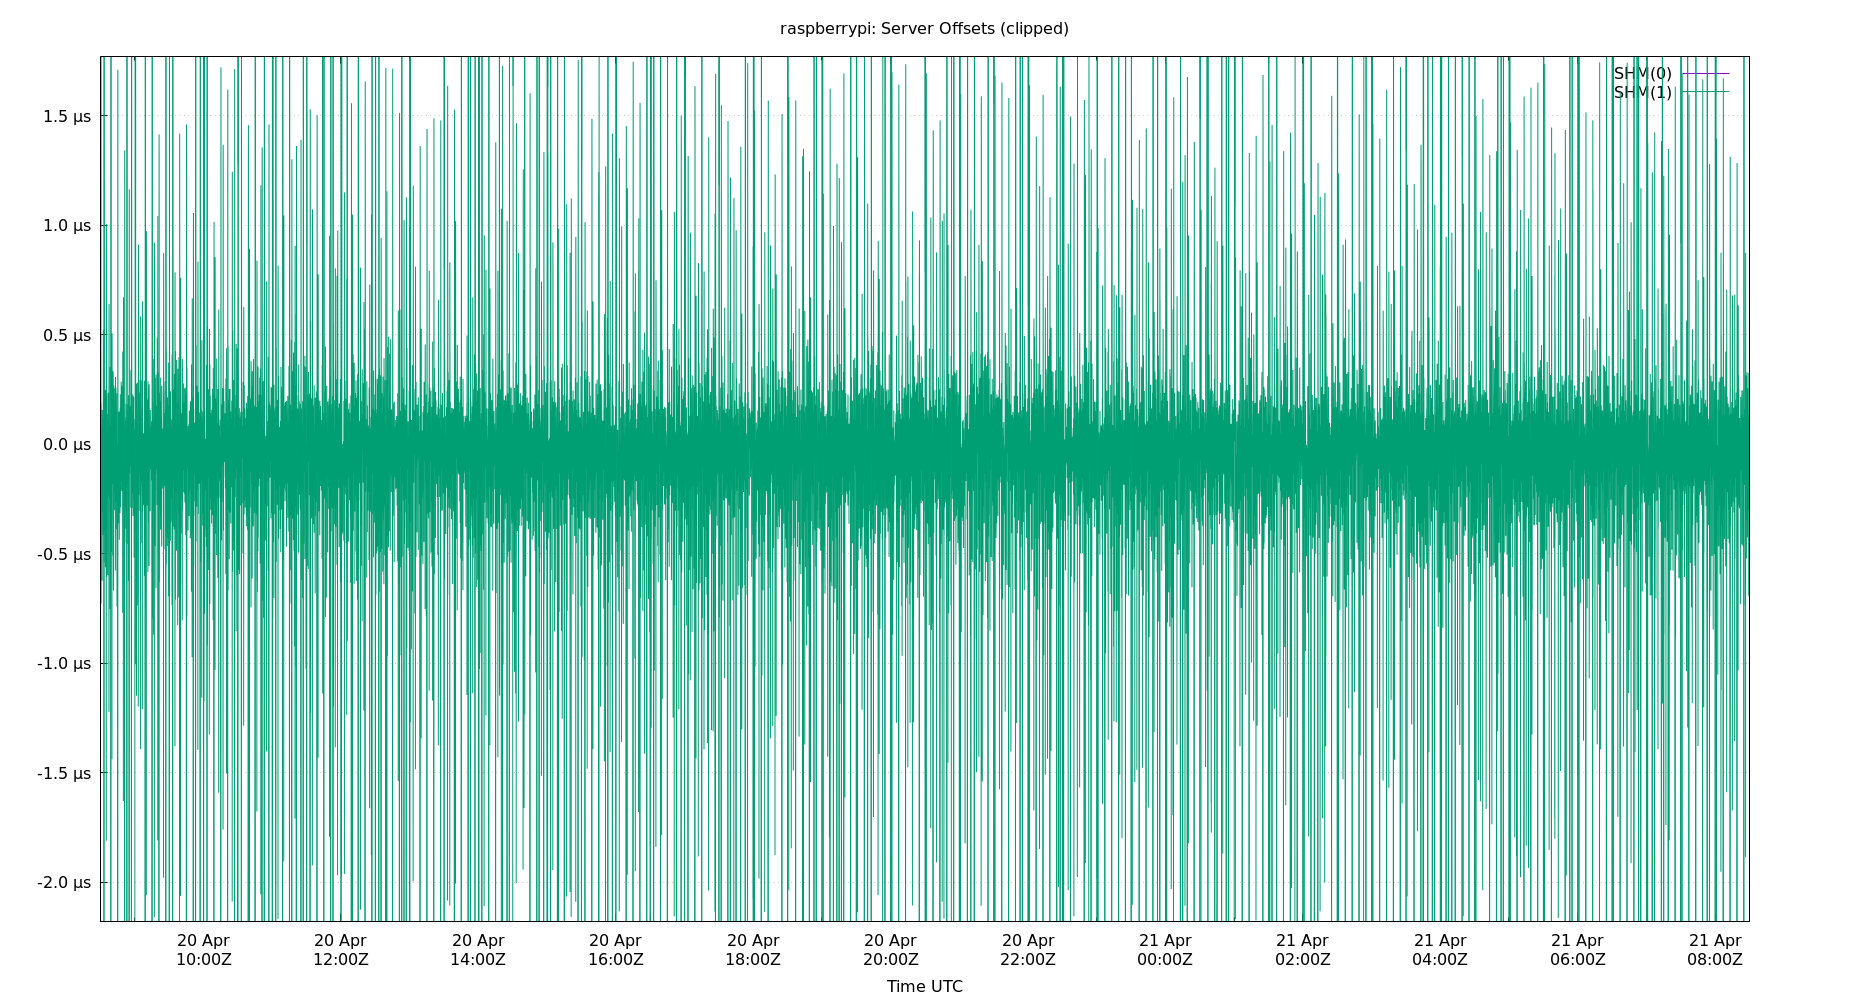 raspberrypi: Server Offsets (clipped)
SHM(0)
SHM(1)
1.5 µs
1.0 µs
0.5 µs
0.0 µs
-0.5 µs
-1.0 µs
-1.5 µs
-2.0 µs
20 Apr 20 Apr 20 Apr 20 Apr 20 Apr 20 Apr 20 Apr 21 Apr 21 Apr 21 Apr 21 Apr 21 Apr
10:00Z 12:00Z 14:00Z 16:00Z 18:00Z 20:00Z 22:00Z 00:00Z 02:00Z 04:00Z 06:00Z 08:00Z
Time UTC